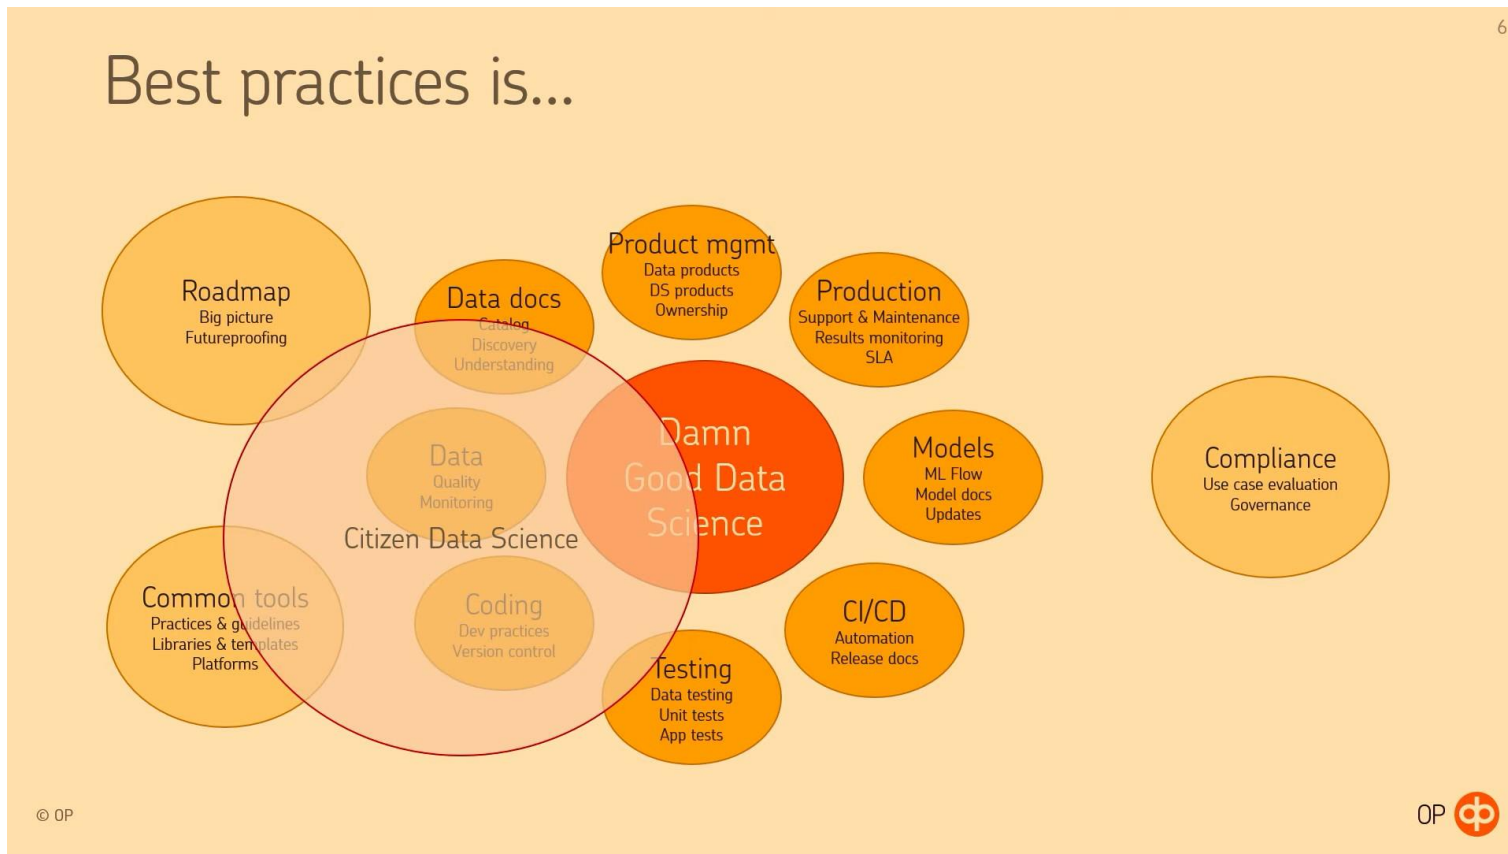 6
Best practices is...
Roadmap
Big picture
Futureproofing
Data docs
Catalog
Discovery
Understanding
Product mgmt
Data products
DS products
Ownership
Production
Support & Maintenance
Results monitoring
SLA
Data
Quality
Monitoring
Citizen Data Science
Damn
Good Data
Science
Models
ML Flow
Model docs
Updates
Compliance
Use case evaluation
Governance
Common tools
Practices & guidelines
Libraries & templates
Platforms
Coding
Dev practices
Version control
Testing
Data testing
Unit tests
App tests
CI/CD
Automation
Release docs
© OP
OP